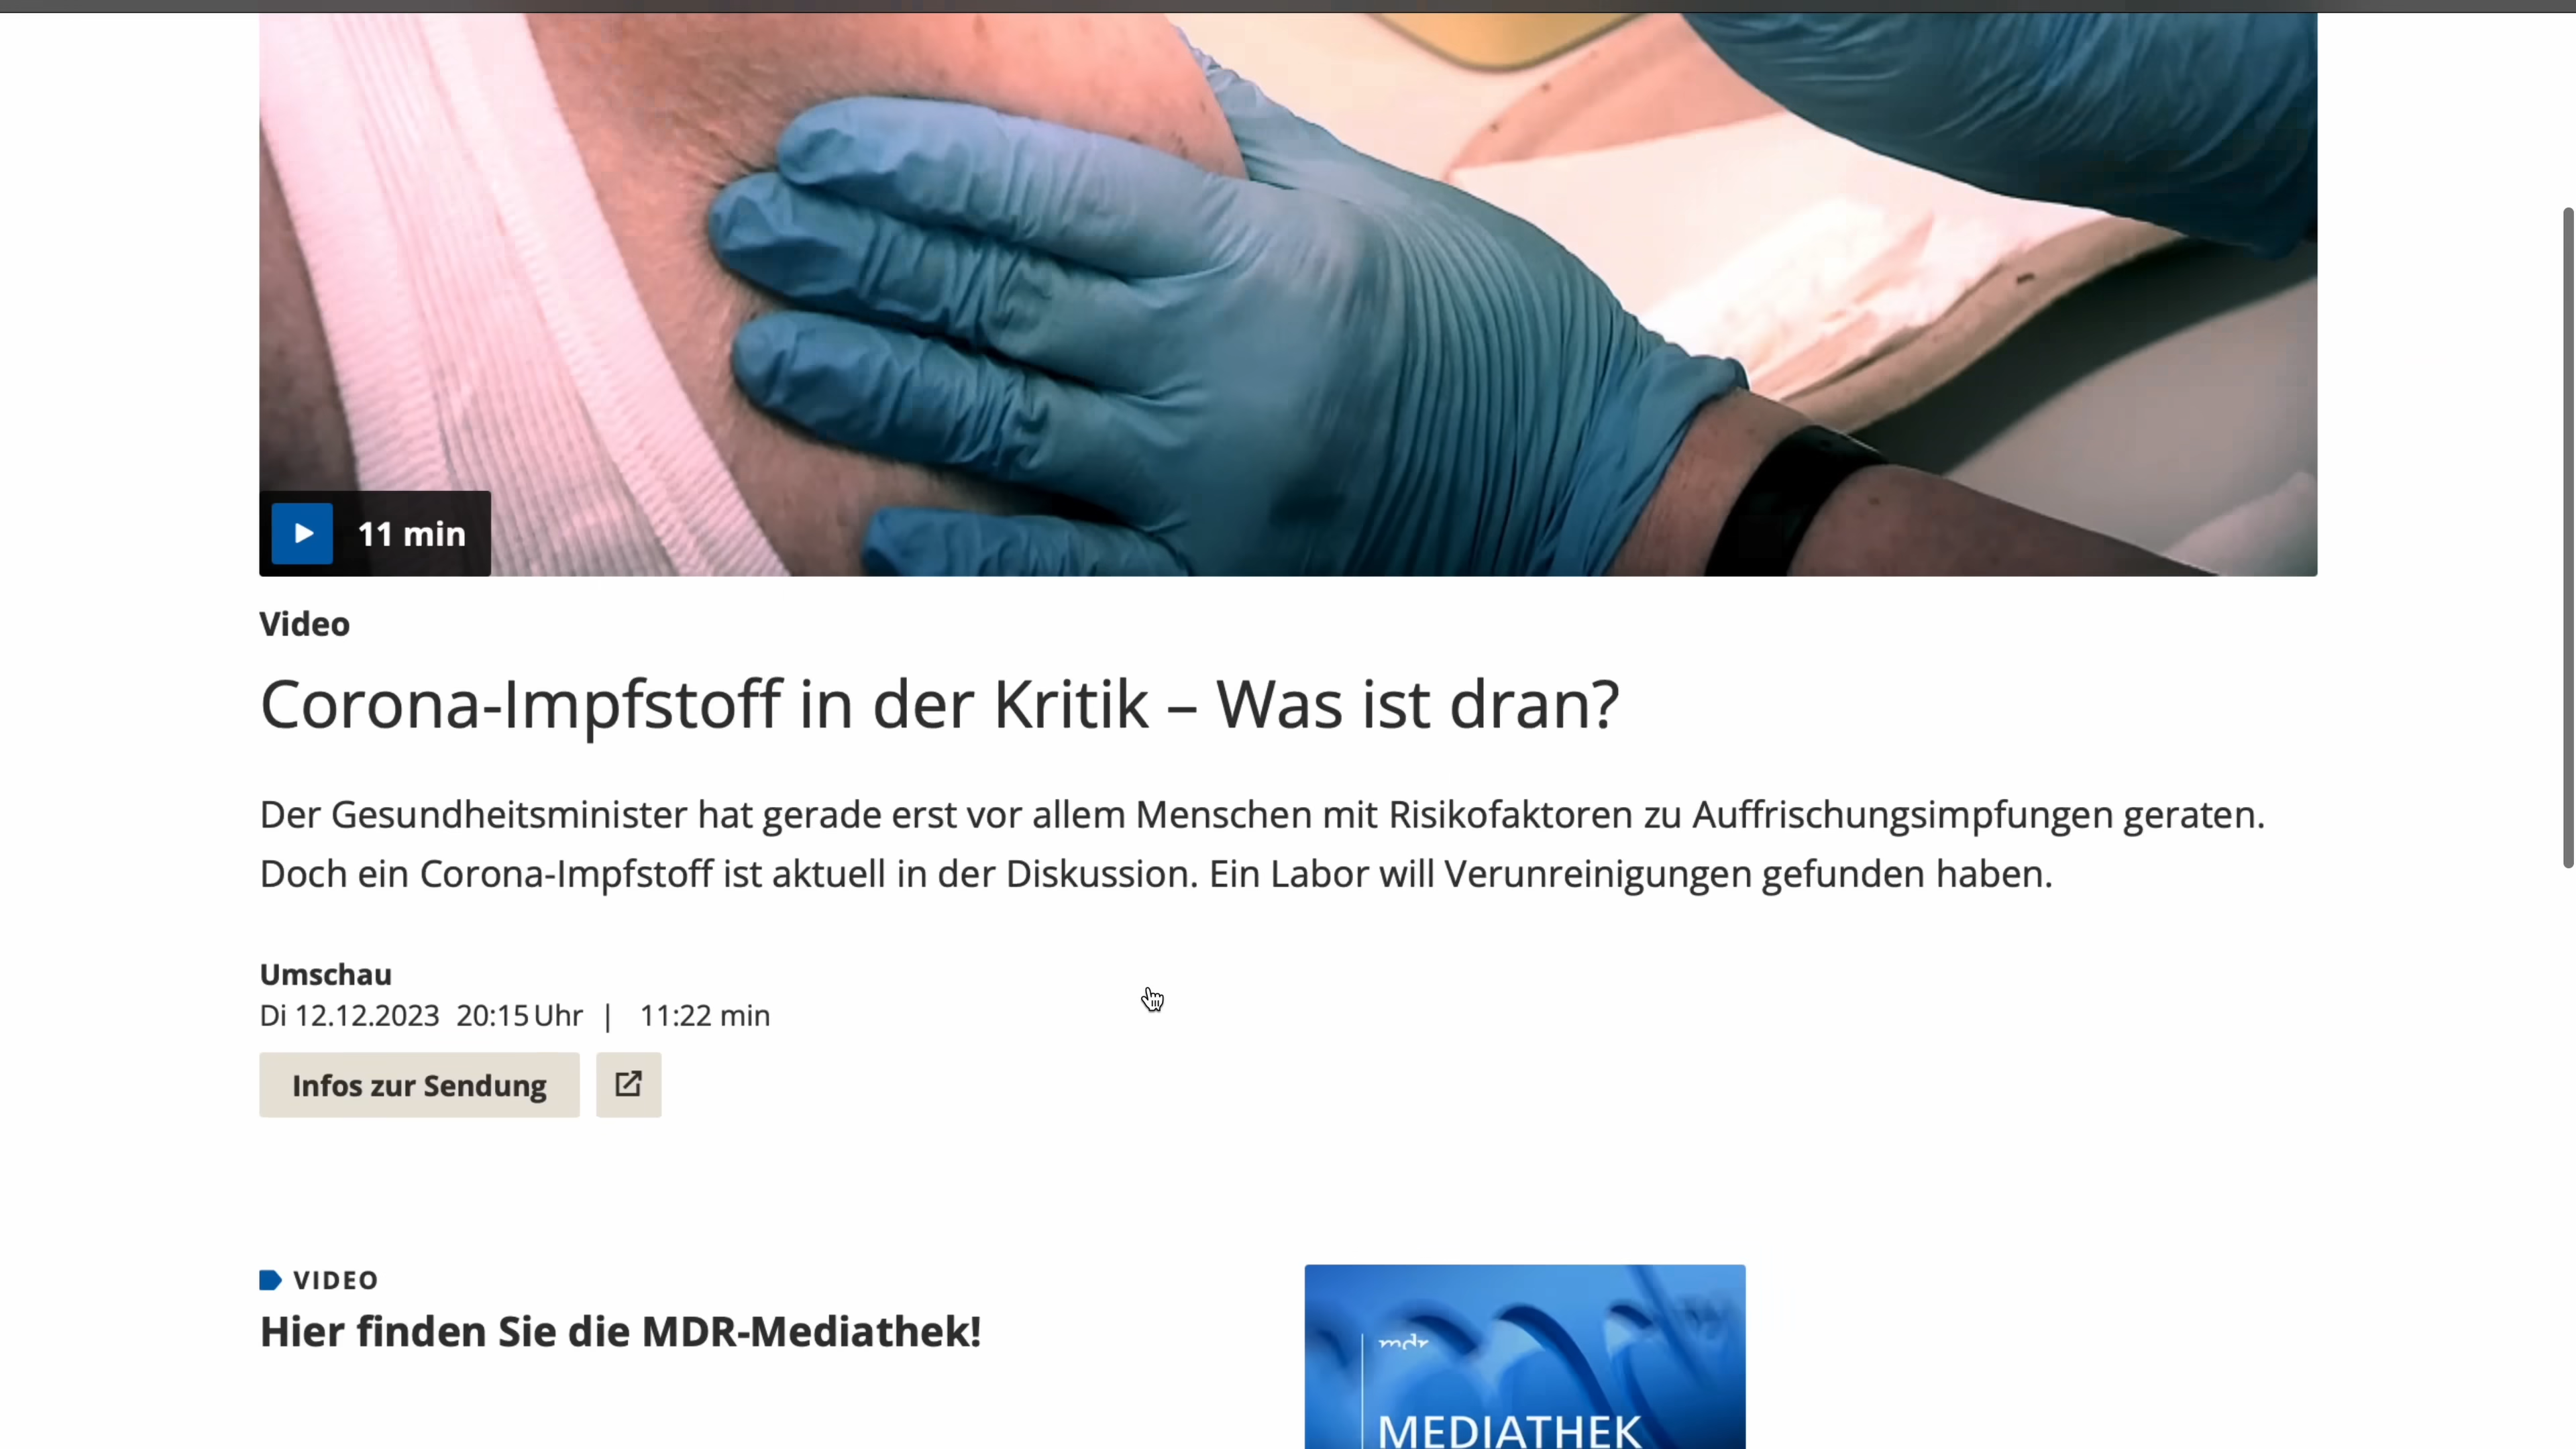 11 min
Video
Corona-Impfstoff in der Kritik – Was ist dran?
Der Gesundheitsminister hat gerade erst vor allem Menschen mit Risikofaktoren zu Auffrischungsimpfungen geraten.
Doch ein Corona-Impfstoff ist aktuell in der Diskussion. Ein Labor will Verunreinigungen gefunden haben.
Umschau
Di 12.12.2023 20:15 Uhr | 11:22 min
Infos zur Sendung
VIDEO
Hier finden Sie die MDR-Mediathek!
mdr
MEDIATHEK